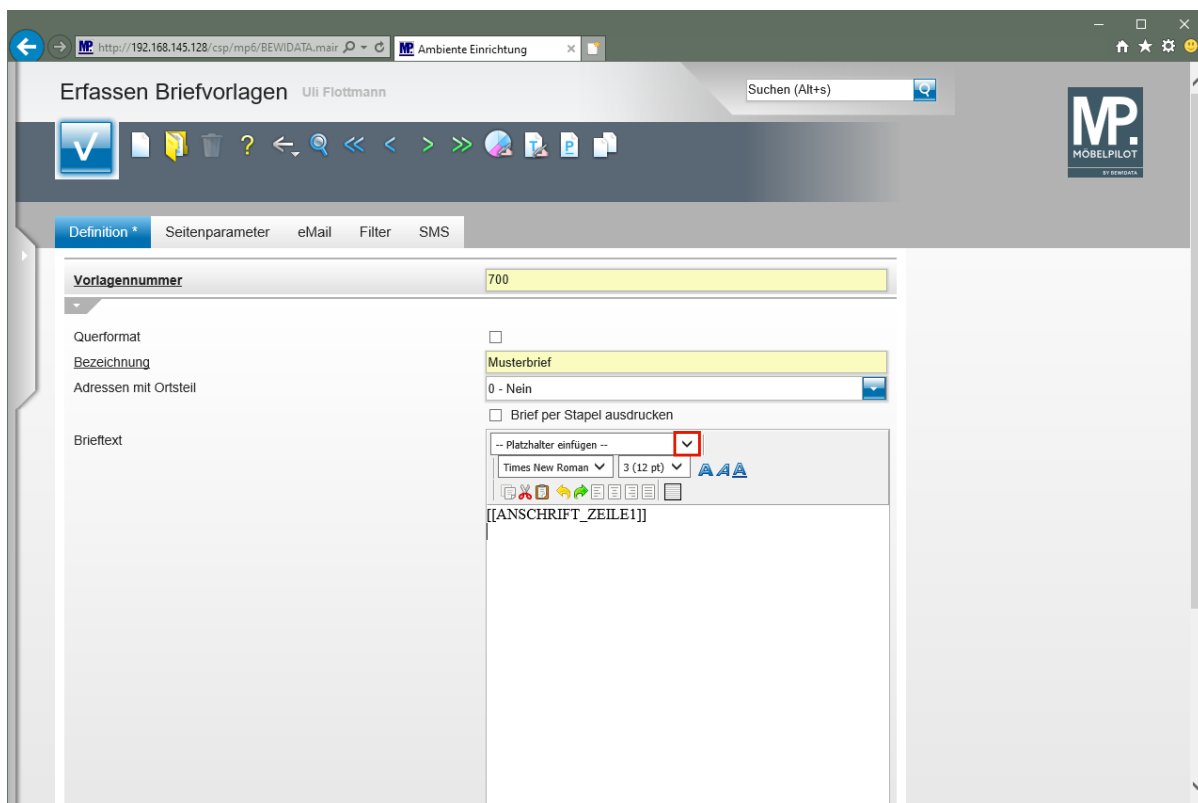 http://192.168.145.128/csp/mp6/BEWIDATA.mair
MP. Ambiente Einrichtung
Erfassen Briefvorlagen Uli Flottmann
Suchen (Alt+s)
MP.
MÖBELPILOT
BY BEWIDATA
Definition * Seitenparameter eMail Filter SMS
Vorlagennummer 700
Querformat
Bezeichnung Musterbrief
Adressen mit Ortsteil 0 - Nein
Brief per Stapel ausdrucken
Brieftext -- Platzhalter einfügen --
Times New Roman 3 (12 pt) A A A
[[ANSCHRIFT_ZEILE1]]